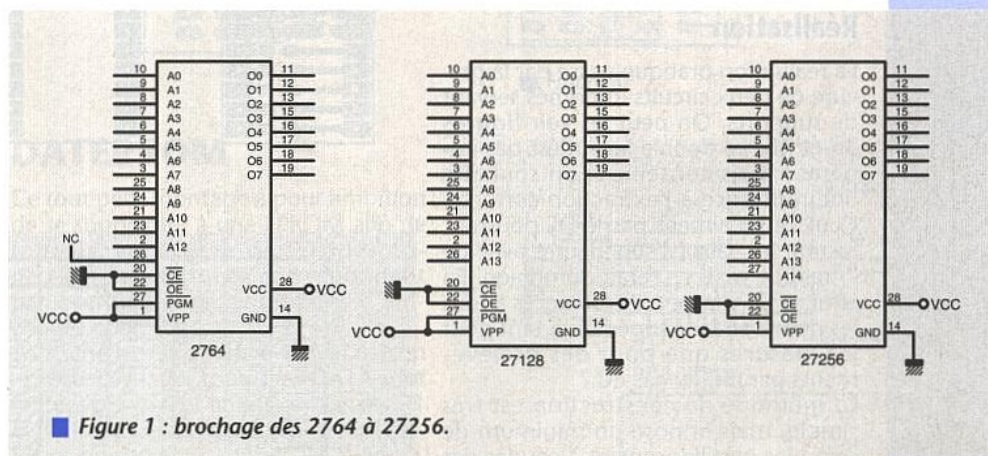 Réalisation
10 A0 O0 11
9 A1 O1 12
8 A2 O2 13
7 A3 O3 15
6 A4 O4 16
5 A5 O5 17
4 A6 O6 18
3 A7 O7 19
25 A8
24 A9
21 A10
23 A11
2 A12
NC 26
20 CE
22 OE
27 PGM
VCC 1 VPP
VCC 28 VCC
GND 14
2764
10 A0 O0 11
9 A1 O1 12
8 A2 O2 13
7 A3 O3 15
6 A4 O4 16
5 A5 O5 17
4 A6 O6 18
3 A7 O7 19
25 A8
24 A9
21 A10
23 A11
2 A12
26 A13
20 CE
22 OE
27 PGM
VCC 1 VPP
VCC 28 VCC
GND 14
27128
10 A0 O0 11
9 A1 O1 12
8 A2 O2 13
7 A3 O3 15
6 A4 O4 16
5 A5 O5 17
4 A6 O6 18
3 A7 O7 19
25 A8
24 A9
21 A10
23 A11
2 A12
26 A13
27 A14
20 CE
22 OE
VCC 1 VPP
VCC 28 VCC
GND 14
27256
Figure 1 : brochage des 2764 à 27256.